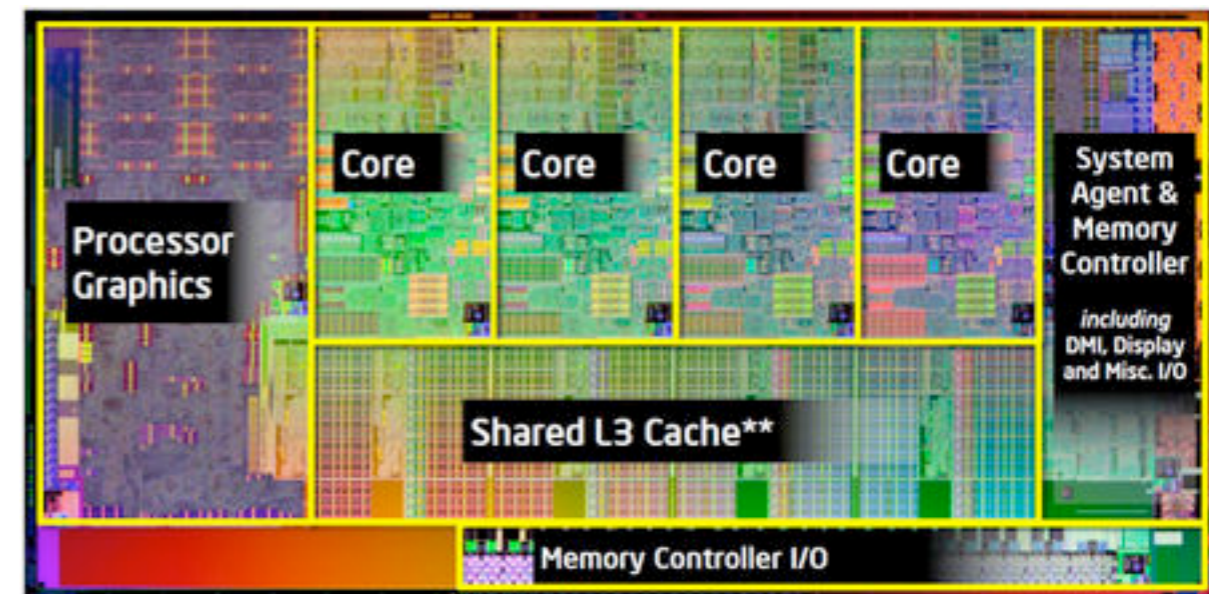 Processor
Graphics
Core
Core
Core
Core
System
Agent &
Memory
Controller
including
DMI, Display
and Misc. I/O
Shared L3 Cache**
Memory Controller I/O